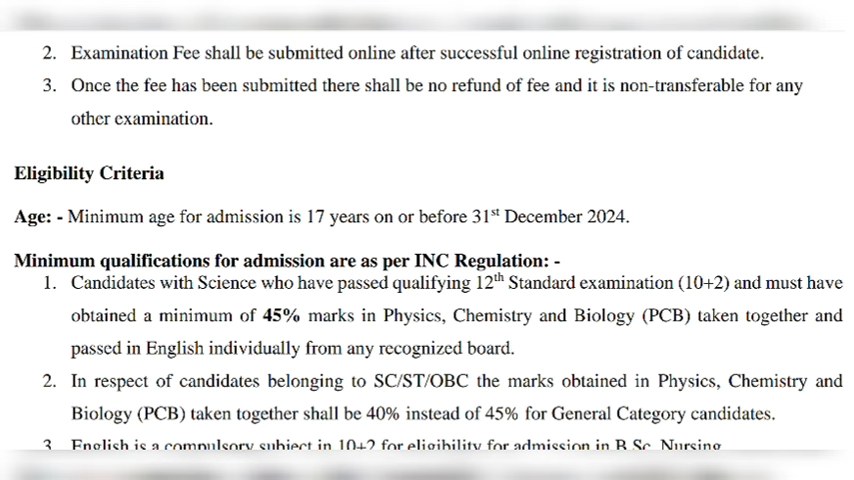 2. Examination Fee shall be submitted online after successful online registration of candidate.
3. Once the fee has been submitted there shall be no refund of fee and it is non-transferable for any
other examination.
Eligibility Criteria
Age: - Minimum age for admission is 17 years on or before 31st December 2024.
Minimum qualifications for admission are as per INC Regulation: -
1. Candidates with Science who have passed qualifying 12th Standard examination (10+2) and must have
obtained a minimum of 45% marks in Physics, Chemistry and Biology (PCB) taken together and
passed in English individually from any recognized board.
2. In respect of candidates belonging to SC/ST/OBC the marks obtained in Physics, Chemistry and
Biology (PCB) taken together shall be 40% instead of 45% for General Category candidates.
3. English is a compulsory subject in 10+2 for eligibility for admission in B.Sc. Nursing